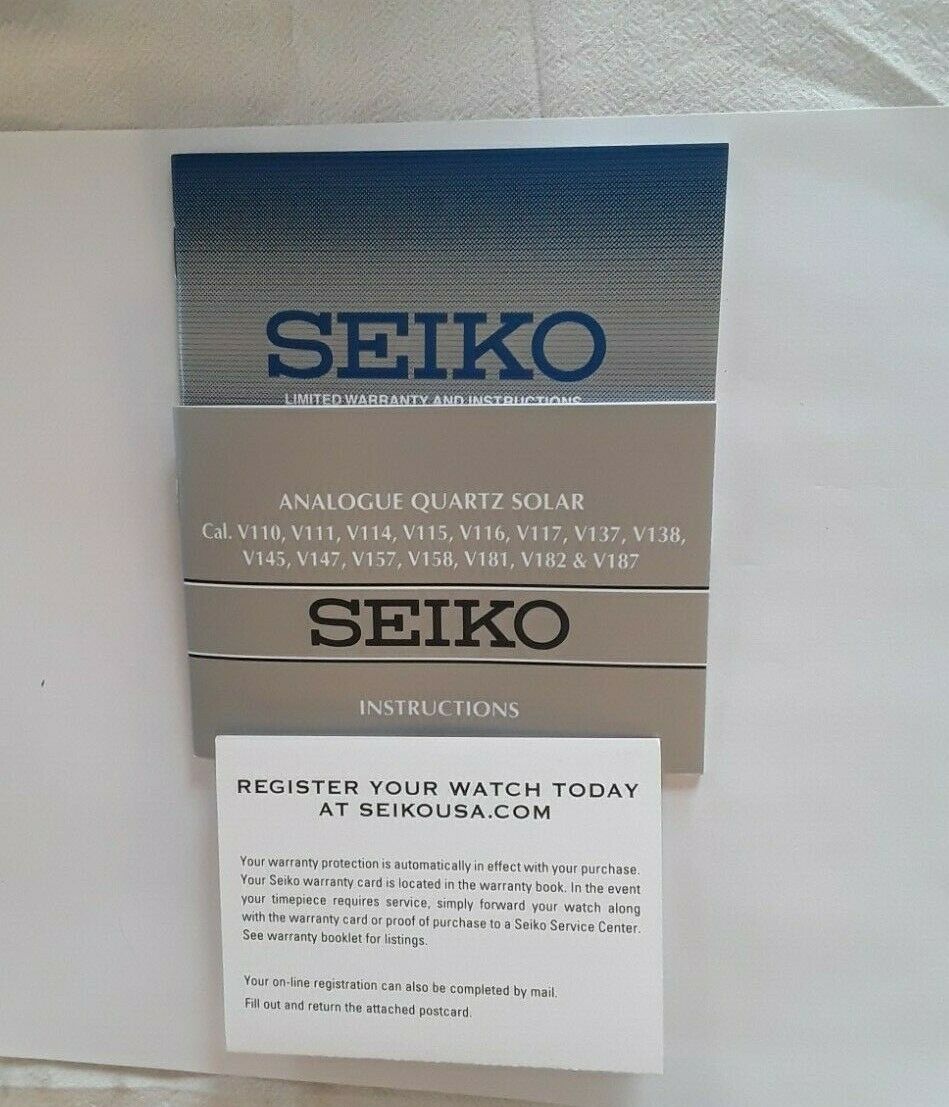 SEIKO
LIMITED WARRANTY AND INSTRUCTIONS
ANALOGUE QUARTZ SOLAR
Cal. V110, V111, V114, V115, V116, V117, V137, V138,
V145, V147, V157, V158, V181, V182 & V187
SEIKO
INSTRUCTIONS
REGISTER YOUR WATCH TODAY
AT SEIKOUSA.COM
Your warranty protection is automatically in effect with your purchase.
Your Seiko warranty card is located in the warranty book. In the event
your timepiece requires service, simply forward your watch along
with the warranty card or proof of purchase to a Seiko Service Center.
See warranty booklet for listings.
Your on-line registration can also be completed by mail.
Fill out and return the attached postcard.